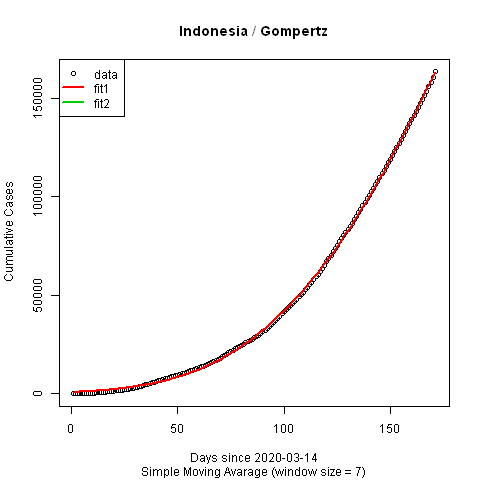 Indonesia / Gompertz
data
fit1
fit2
Cumulative Cases
0
50000
100000
150000
0
50
100
150
Days since 2020-03-14
Simple Moving Avarage (window size = 7)